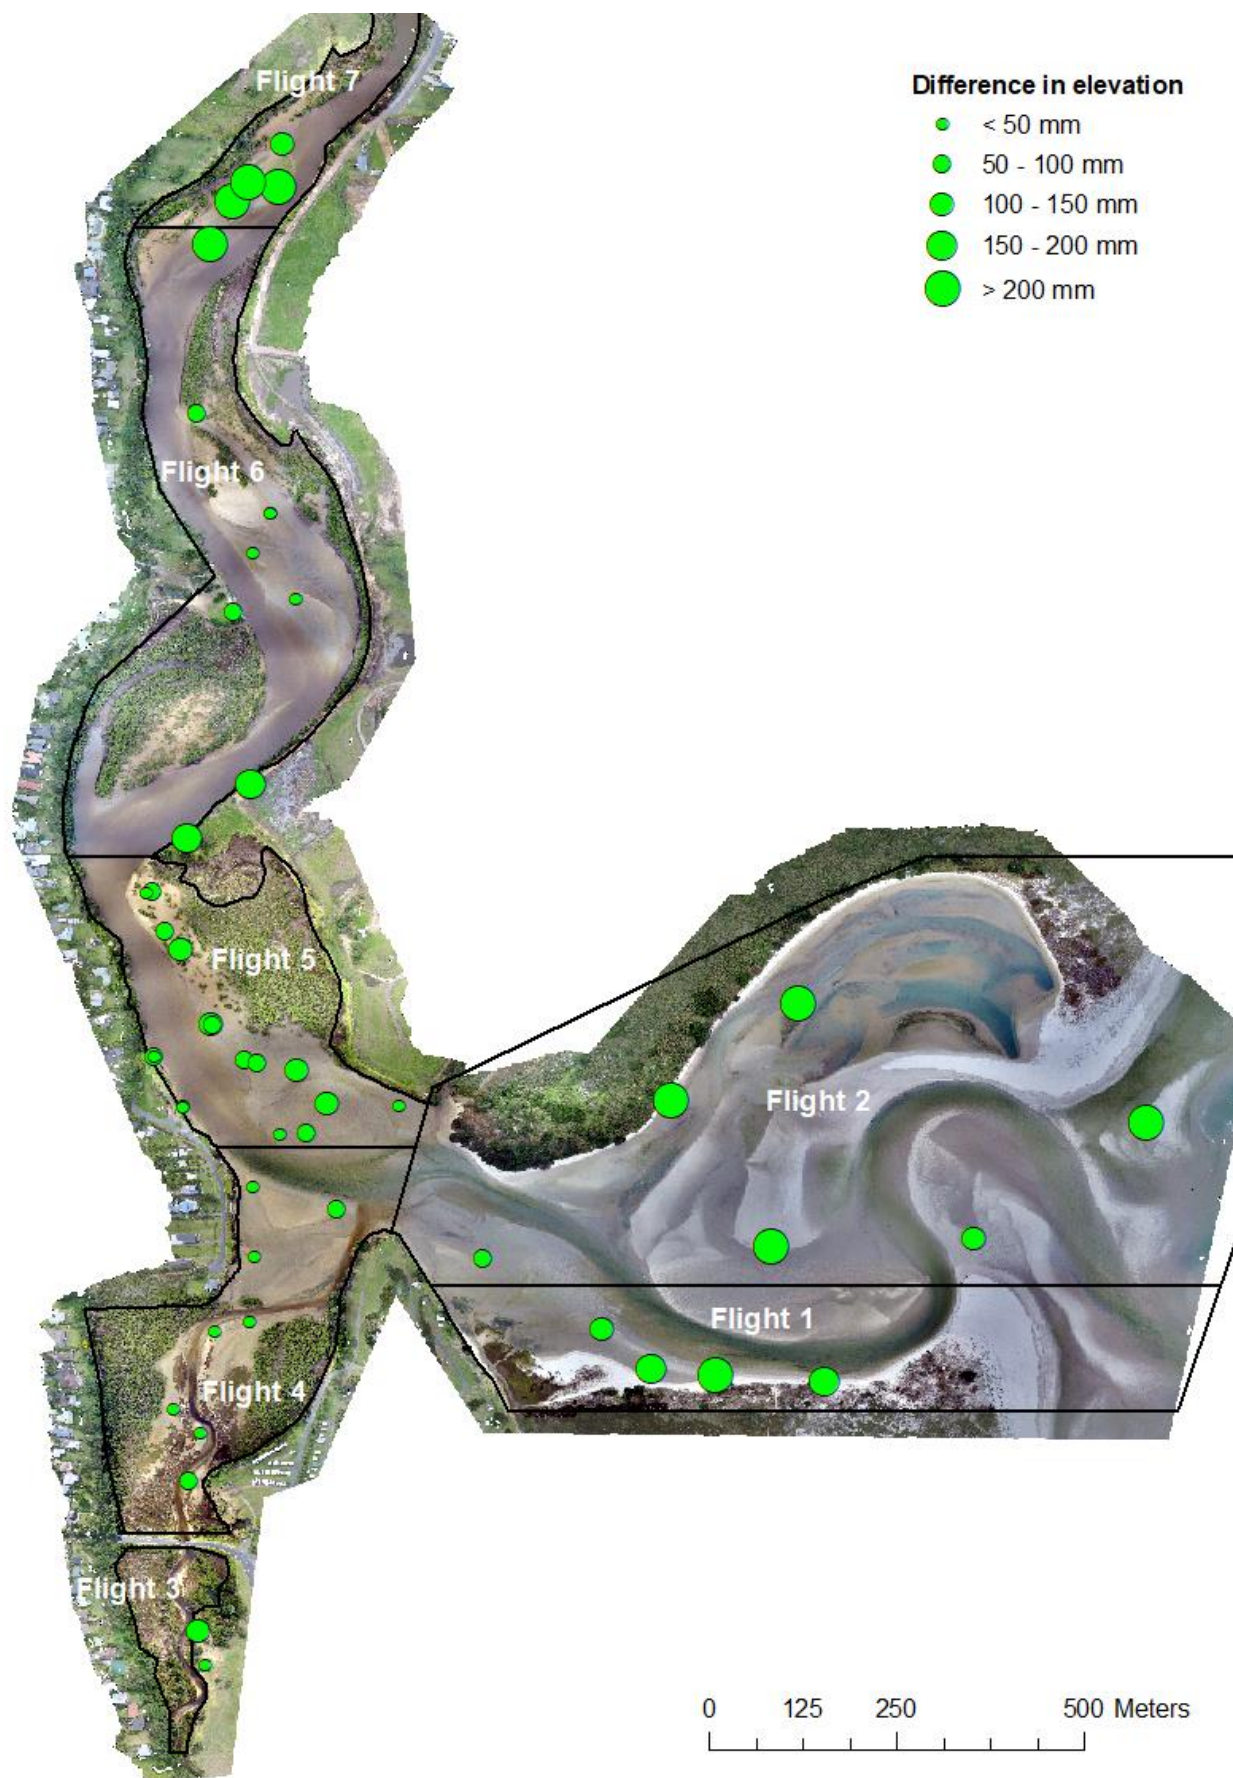 Flight 7
Difference in elevation
< 50 mm
50 - 100 mm
100 - 150 mm
150 - 200 mm
> 200 mm
Flight 6
Flight 5
Flight 2
Flight 1
Flight 4
Flight 3
0 125 250 500 Meters